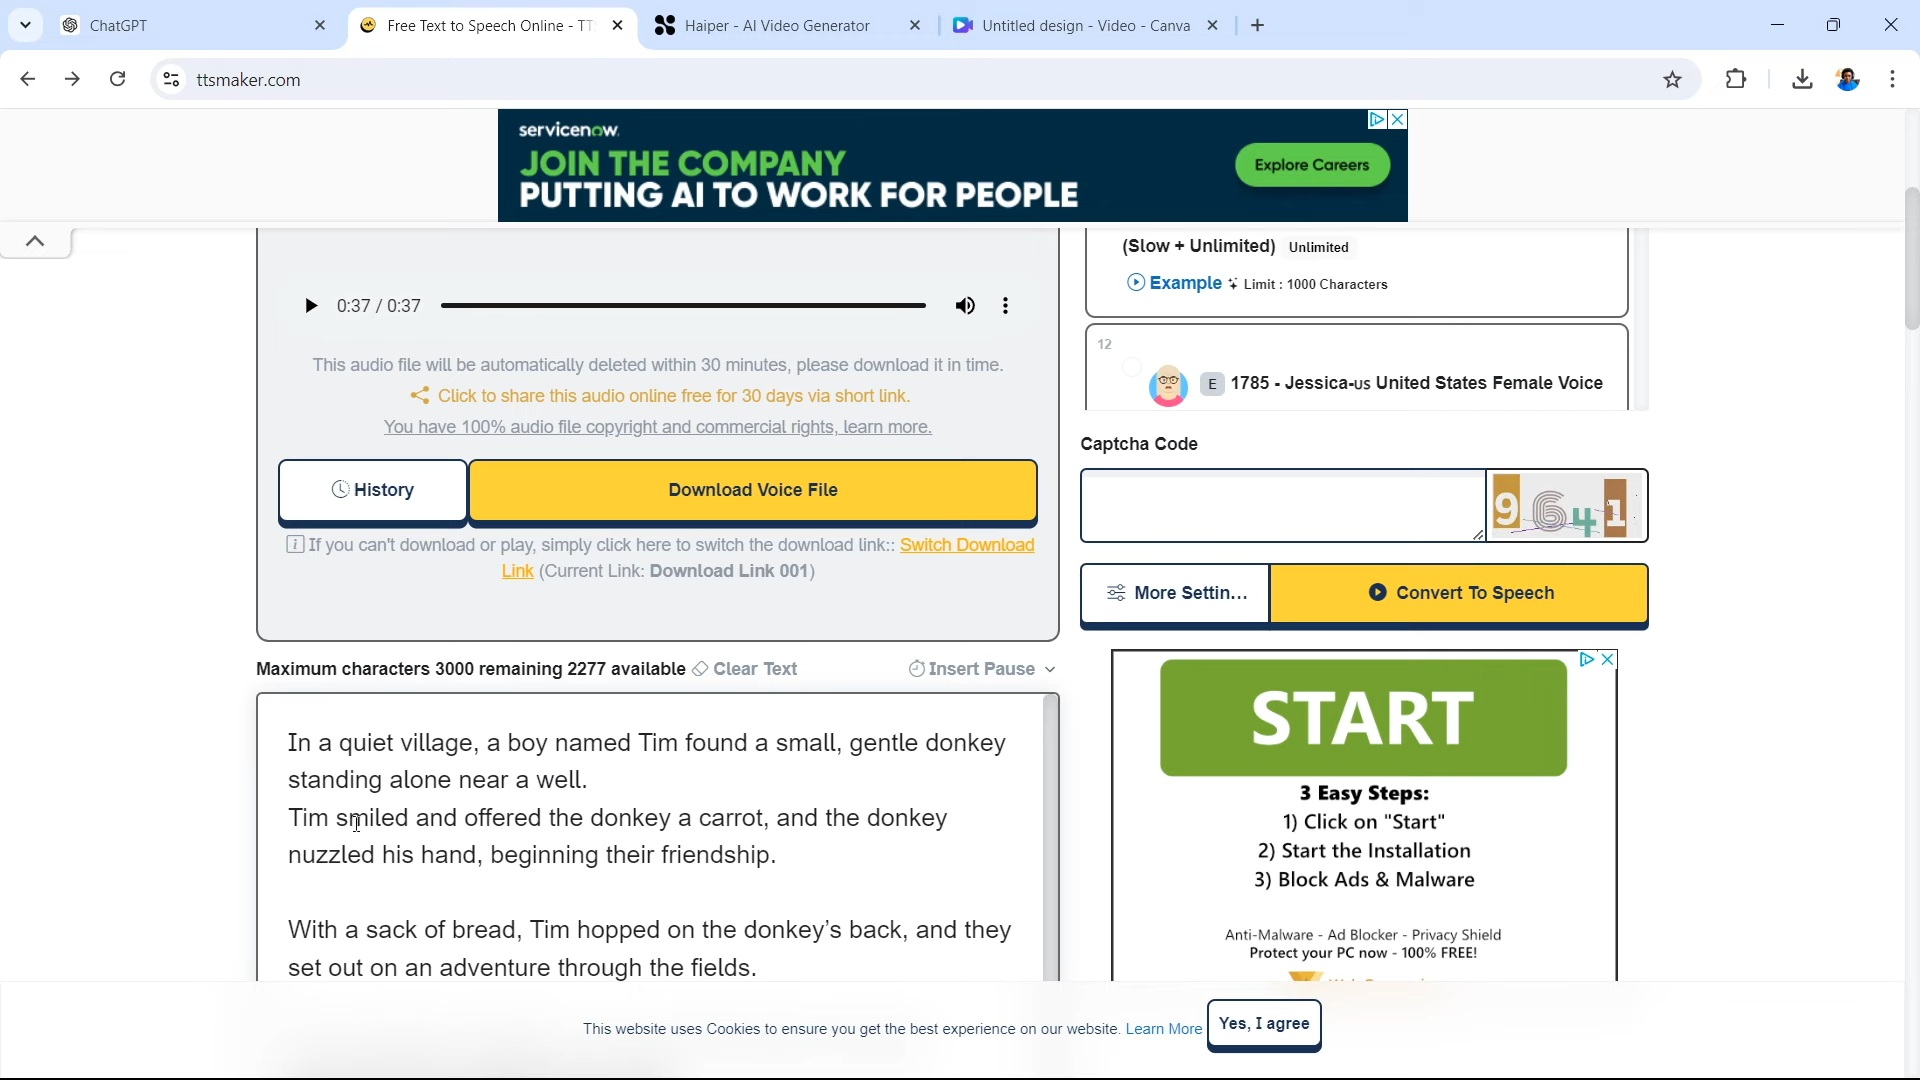 ChatGPT
Free Text to Speech Online - TT
Haiper - AI Video Generator
Untitled design - Video - Canva
ttsmaker.com
servicenow.
JOIN THE COMPANY
PUTTING AI TO WORK FOR PEOPLE
Explore Careers
(Slow + Unlimited) Unlimited
Example Limit : 1000 Characters
12
E 1785 - Jessica-us United States Female Voice
0:37 / 0:37
This audio file will be automatically deleted within 30 minutes, please download it in time.
Click to share this audio online free for 30 days via short link.
You have 100% audio file copyright and commercial rights, learn more.
History
Download Voice File
If you can't download or play, simply click here to switch the download link:: Switch Download
Link (Current Link: Download Link 001)
Captcha Code
9641
More Settin...
Convert To Speech
Maximum characters 3000 remaining 2277 available Clear Text
Insert Pause
In a quiet village, a boy named Tim found a small, gentle donkey
standing alone near a well.
Tim smiled and offered the donkey a carrot, and the donkey
nuzzled his hand, beginning their friendship.
With a sack of bread, Tim hopped on the donkey’s back, and they
set out on an adventure through the fields.
START
3 Easy Steps:
1) Click on "Start"
2) Start the Installation
3) Block Ads & Malware
Anti-Malware - Ad Blocker - Privacy Shield
Protect your PC now - 100% FREE!
This website uses Cookies to ensure you get the best experience on our website. Learn More
Yes, I agree